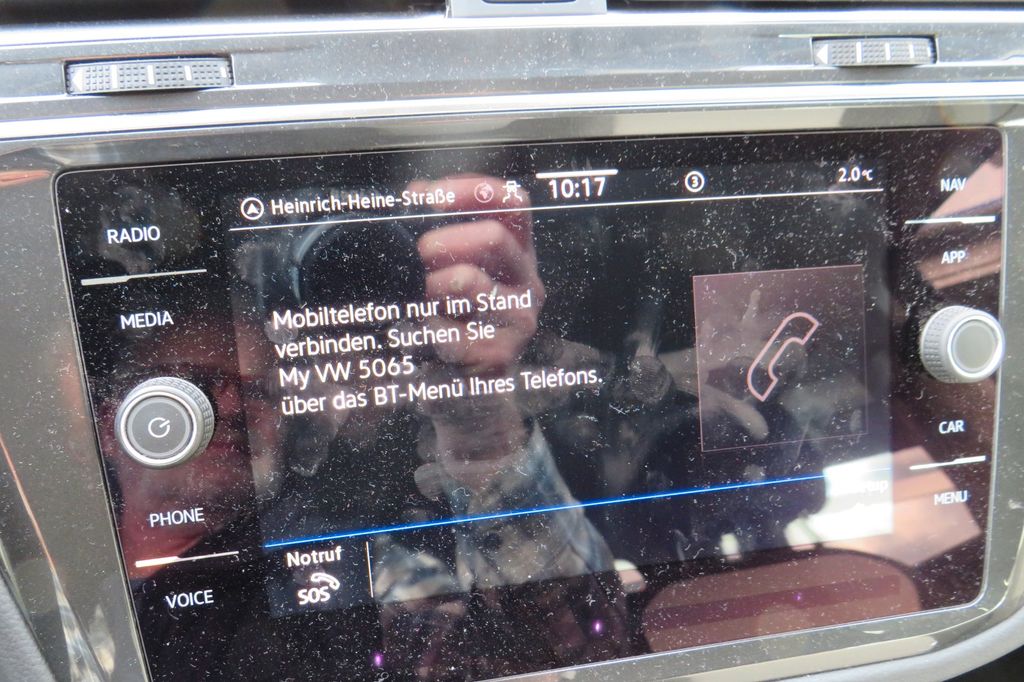 Heinrich-Heine-Straße
10:17
3
2.0°C
RADIO
MEDIA
PHONE
VOICE
Mobiltelefon nur im Stand
verbinden. Suchen Sie
My VW 5065
über das BT-Menü Ihres Telefons.
Notruf
SOS
NAV
APP
CAR
MENU